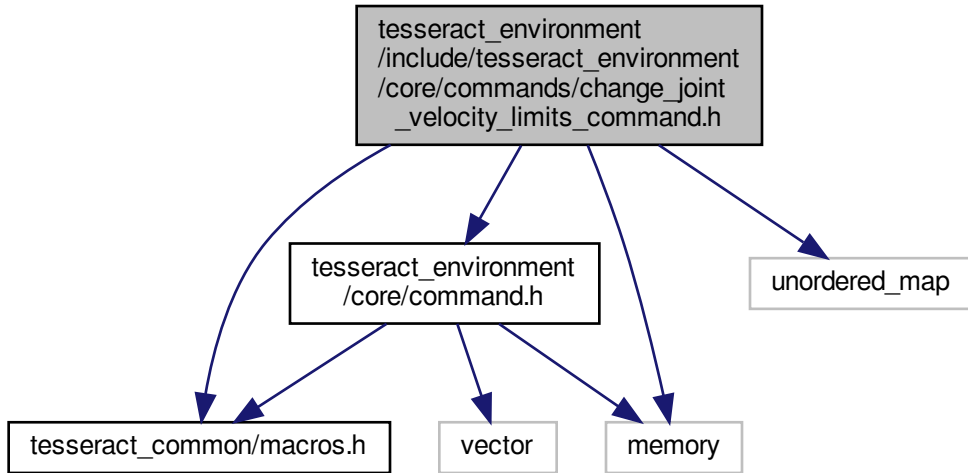 tesseract_environment
/include/tesseract_environment
/core/commands/change_joint
_velocity_limits_command.h
tesseract_environment
/core/command.h
unordered_map
tesseract_common/macros.h
vector
memory